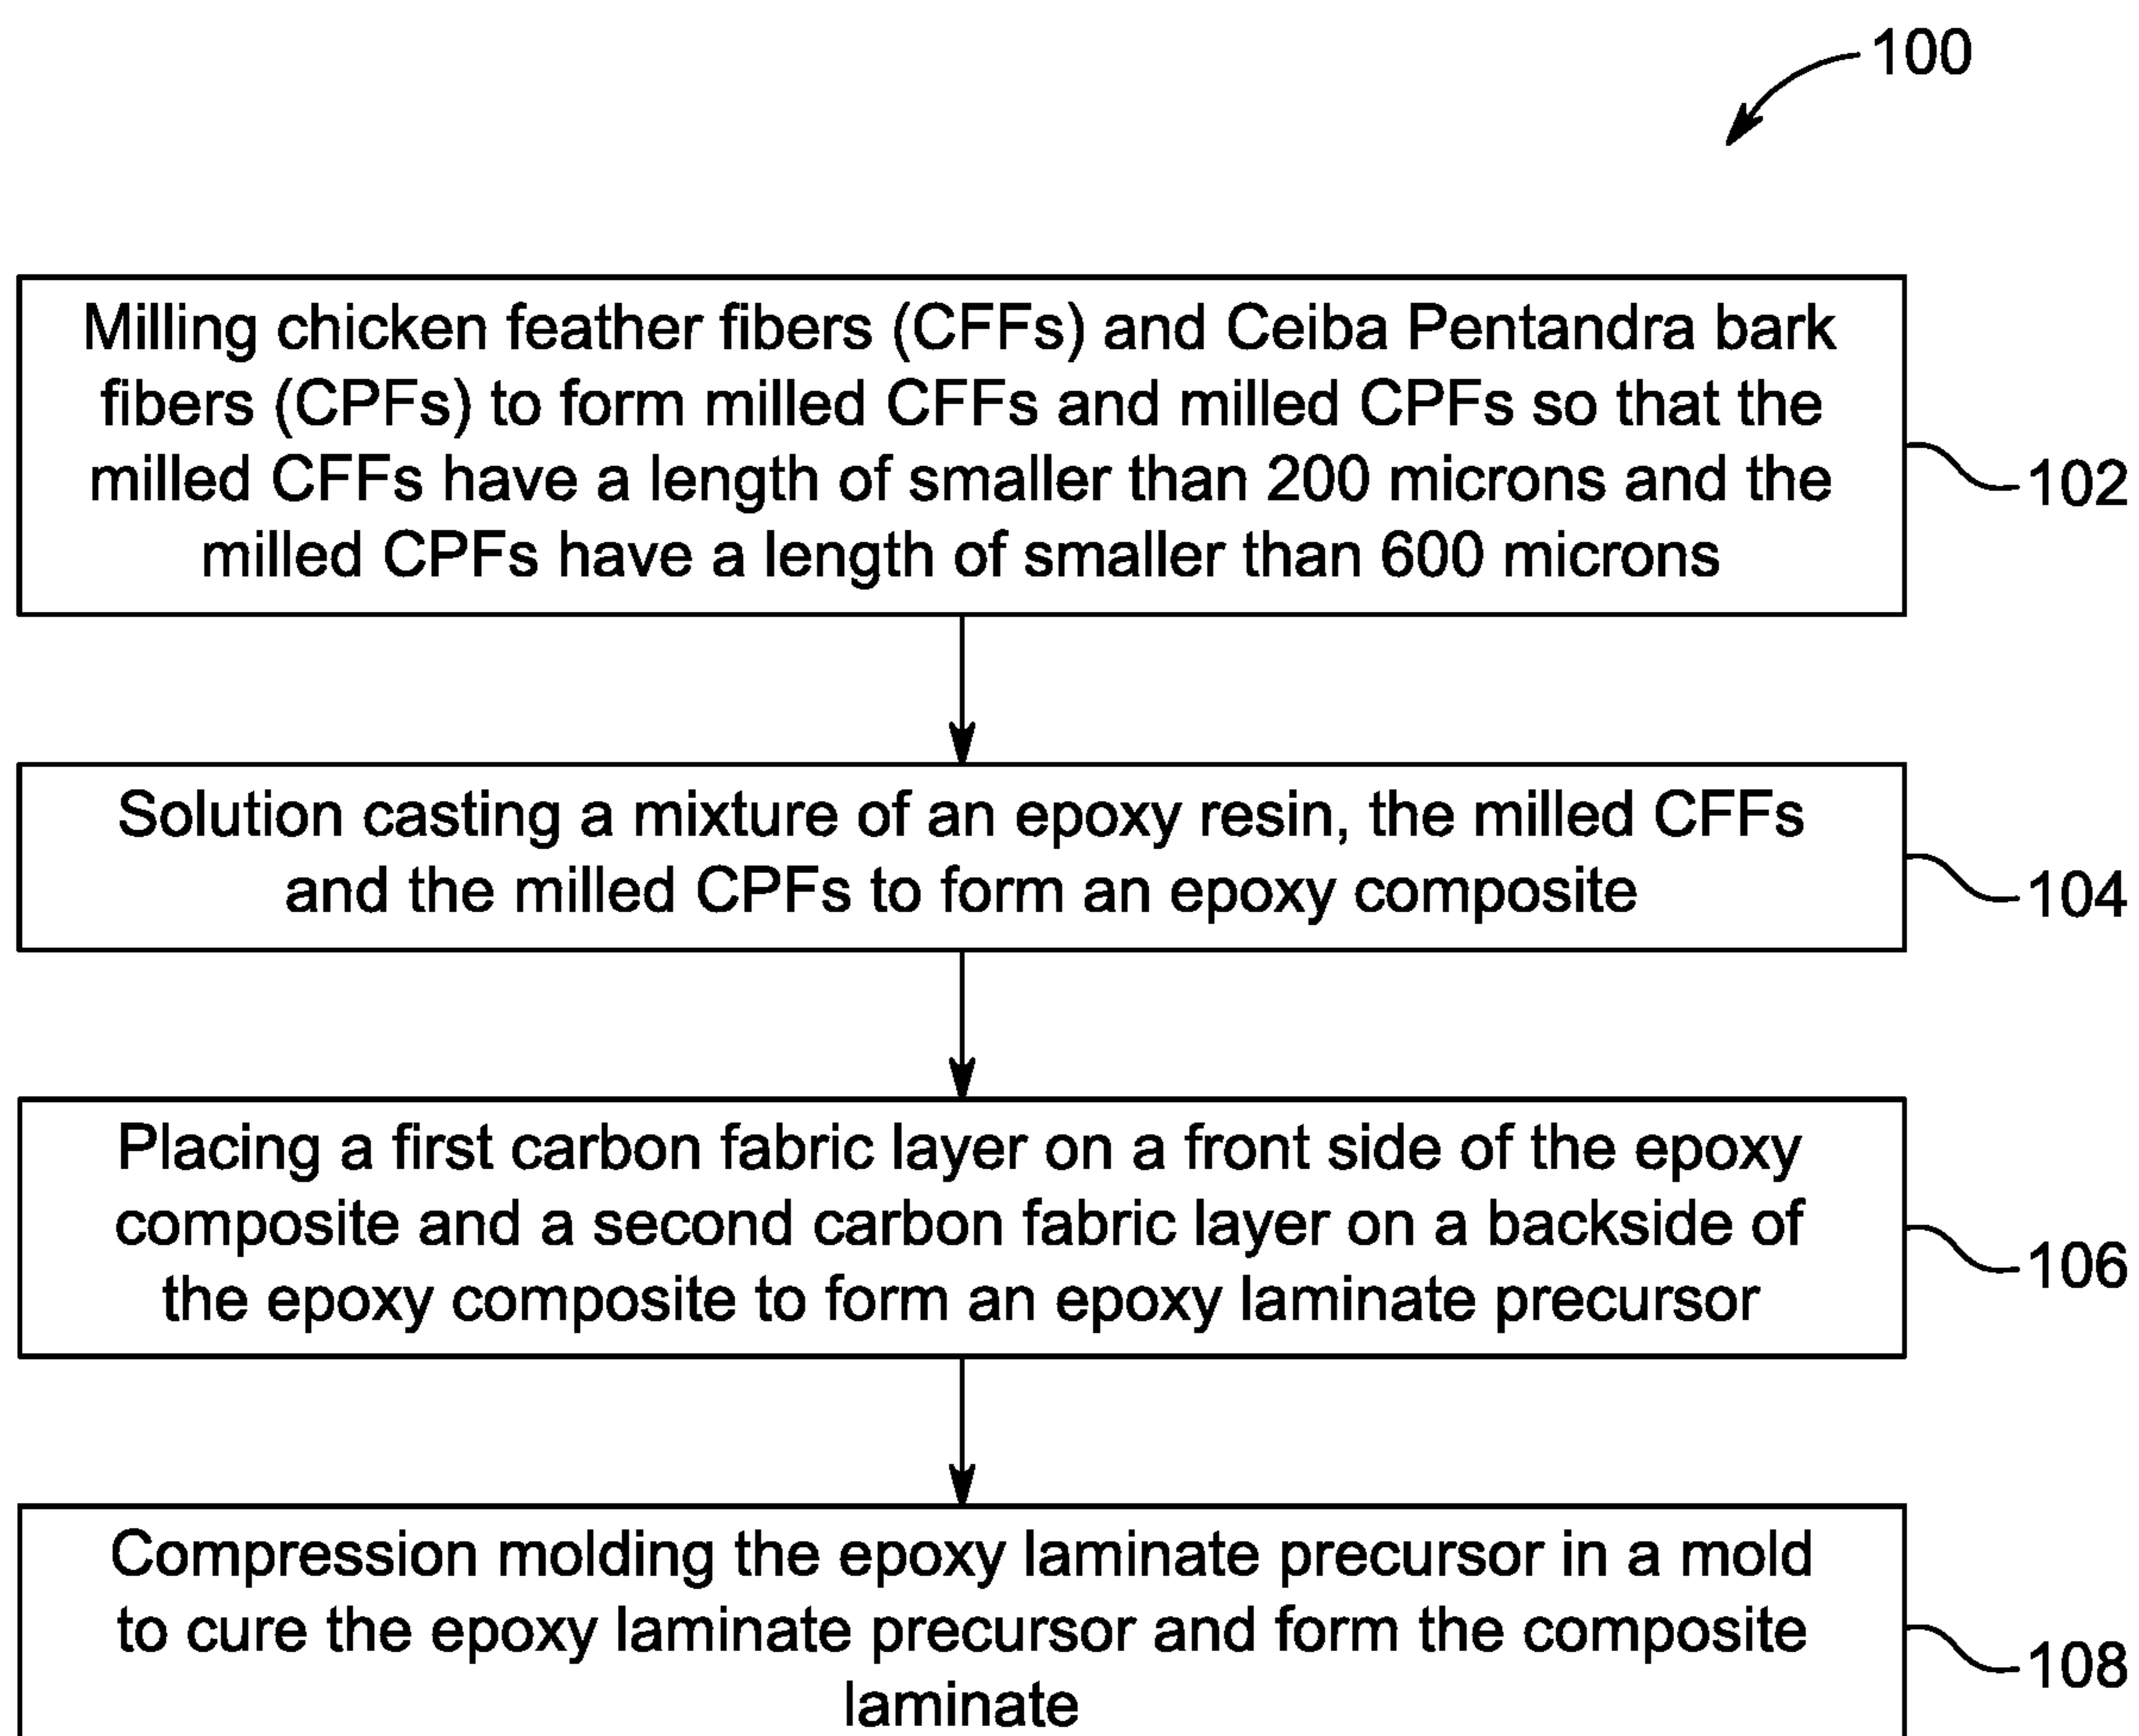 100
Milling chicken feather fibers (CFFs) and Ceiba Pentandra bark
fibers (CPFs) to form milled CFFs and milled CPFs so that the
milled CFFs have a length of smaller than 200 microns and the
milled CPFs have a length of smaller than 600 microns
102
Solution casting a mixture of an epoxy resin, the milled CFFs
and the milled CPFs to form an epoxy composite
104
Placing a first carbon fabric layer on a front side of the epoxy
composite and a second carbon fabric layer on a backside of
the epoxy composite to form an epoxy laminate precursor
106
Compression molding the epoxy laminate precursor in a mold
to cure the epoxy laminate precursor and form the composite
laminate
108